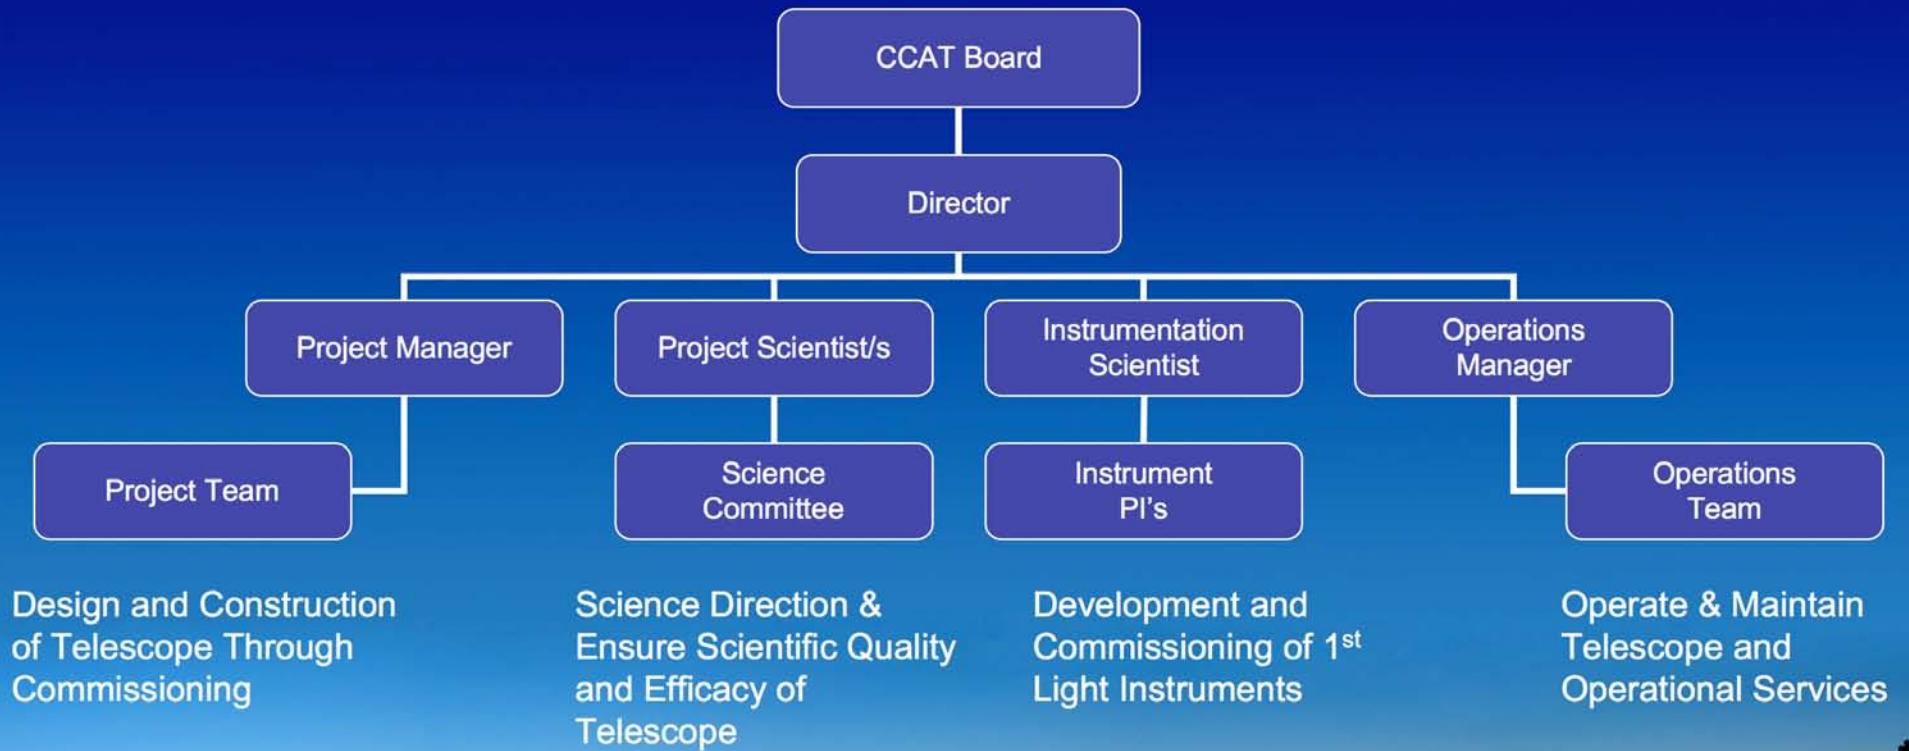 CCAT Board
Director
Project Manager
Project Scientist/s
Instrumentation
Scientist
Operations
Manager
Project Team
Science
Committee
Instrument
PI's
Operations
Team
Design and Construction
of Telescope Through
Commissioning
Science Direction &
Ensure Scientific Quality
and Efficacy of
Telescope
Development and
Commissioning of 1st
Light Instruments
Operate & Maintain
Telescope and
Operational Services